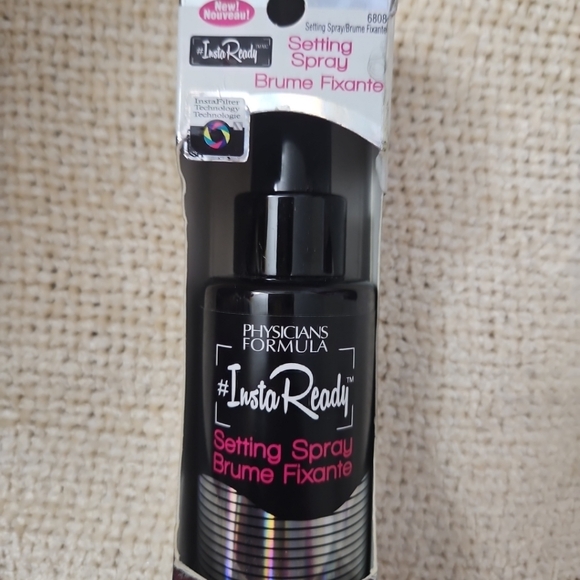 New!
Nouveau!
6808
Setting Spray/Brume Fixante
#InstaReady
Setting
Spray
Brume Fixante
InstaFilter
Technology
Technologie
PHYSICIANS
FORMULA
#InstaReady™
Setting Spray
Brume Fixante